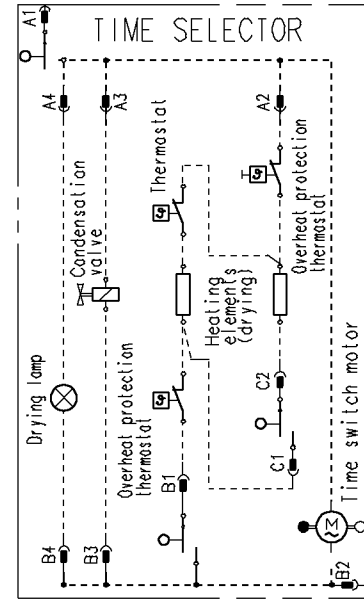 TIME SELECTOR
A1
A4
A3
A2
Thermostat
Condensation
valve
Overheat protection
thermostat
Heating
elements
(drying)
Drying lamp
Overheat protection
thermostat
C2
C1
B1
B4
B3
B2
M
Time switch motor